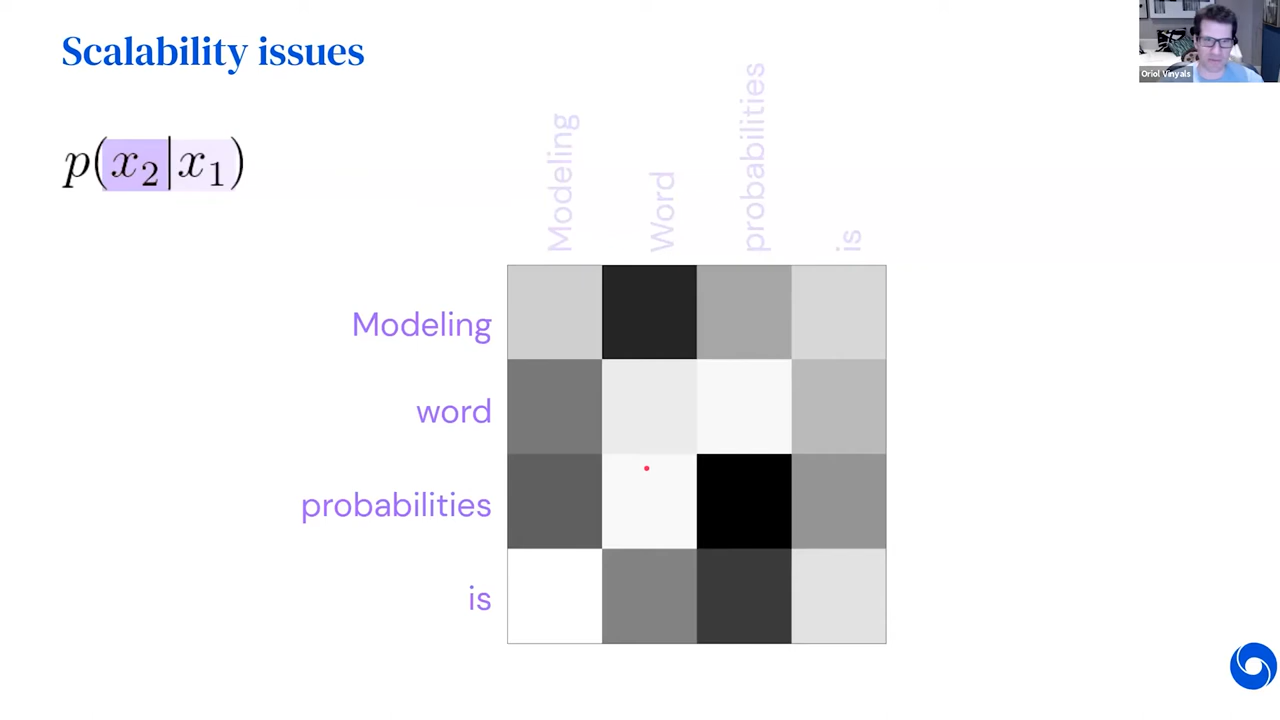 Scalability issues
Oriol Vinyals
p(x₂|x₁)
Modeling
Word
probabilities
is
Modeling
word
probabilities
is